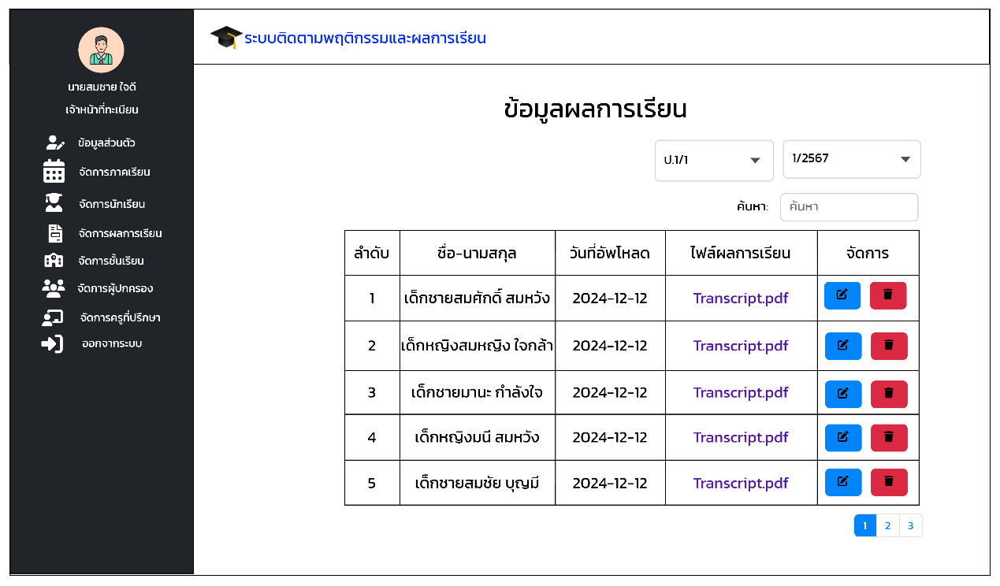 ระบบติดตามพฤติกรรมและผลการเรียน
นายสมชาย ใจดี
เจ้าหน้าที่ทะเบียน
ข้อมูลส่วนตัว
จัดการภาคเรียน
จัดการนักเรียน
จัดการผลการเรียน
จัดการชั้นเรียน
จัดการผู้ปกครอง
จัดการครูที่ปรึกษา
ออกจากระบบ
ข้อมูลผลการเรียน
ป.1/1 1/2567
ค้นหา: ค้นหา
ลำดับ ชื่อ-นามสกุล วันที่อัพโหลด ไฟล์ผลการเรียน จัดการ
1 เด็กชายสมศักดิ์ สมหวัง 2024-12-12 Transcript.pdf
2 เด็กหญิงสมหญิง ใจกล้า 2024-12-12 Transcript.pdf
3 เด็กชายมานะ กำลังใจ 2024-12-12 Transcript.pdf
4 เด็กหญิงมนี สมหวัง 2024-12-12 Transcript.pdf
5 เด็กชายสมชัย บุญมี 2024-12-12 Transcript.pdf
1 2 3